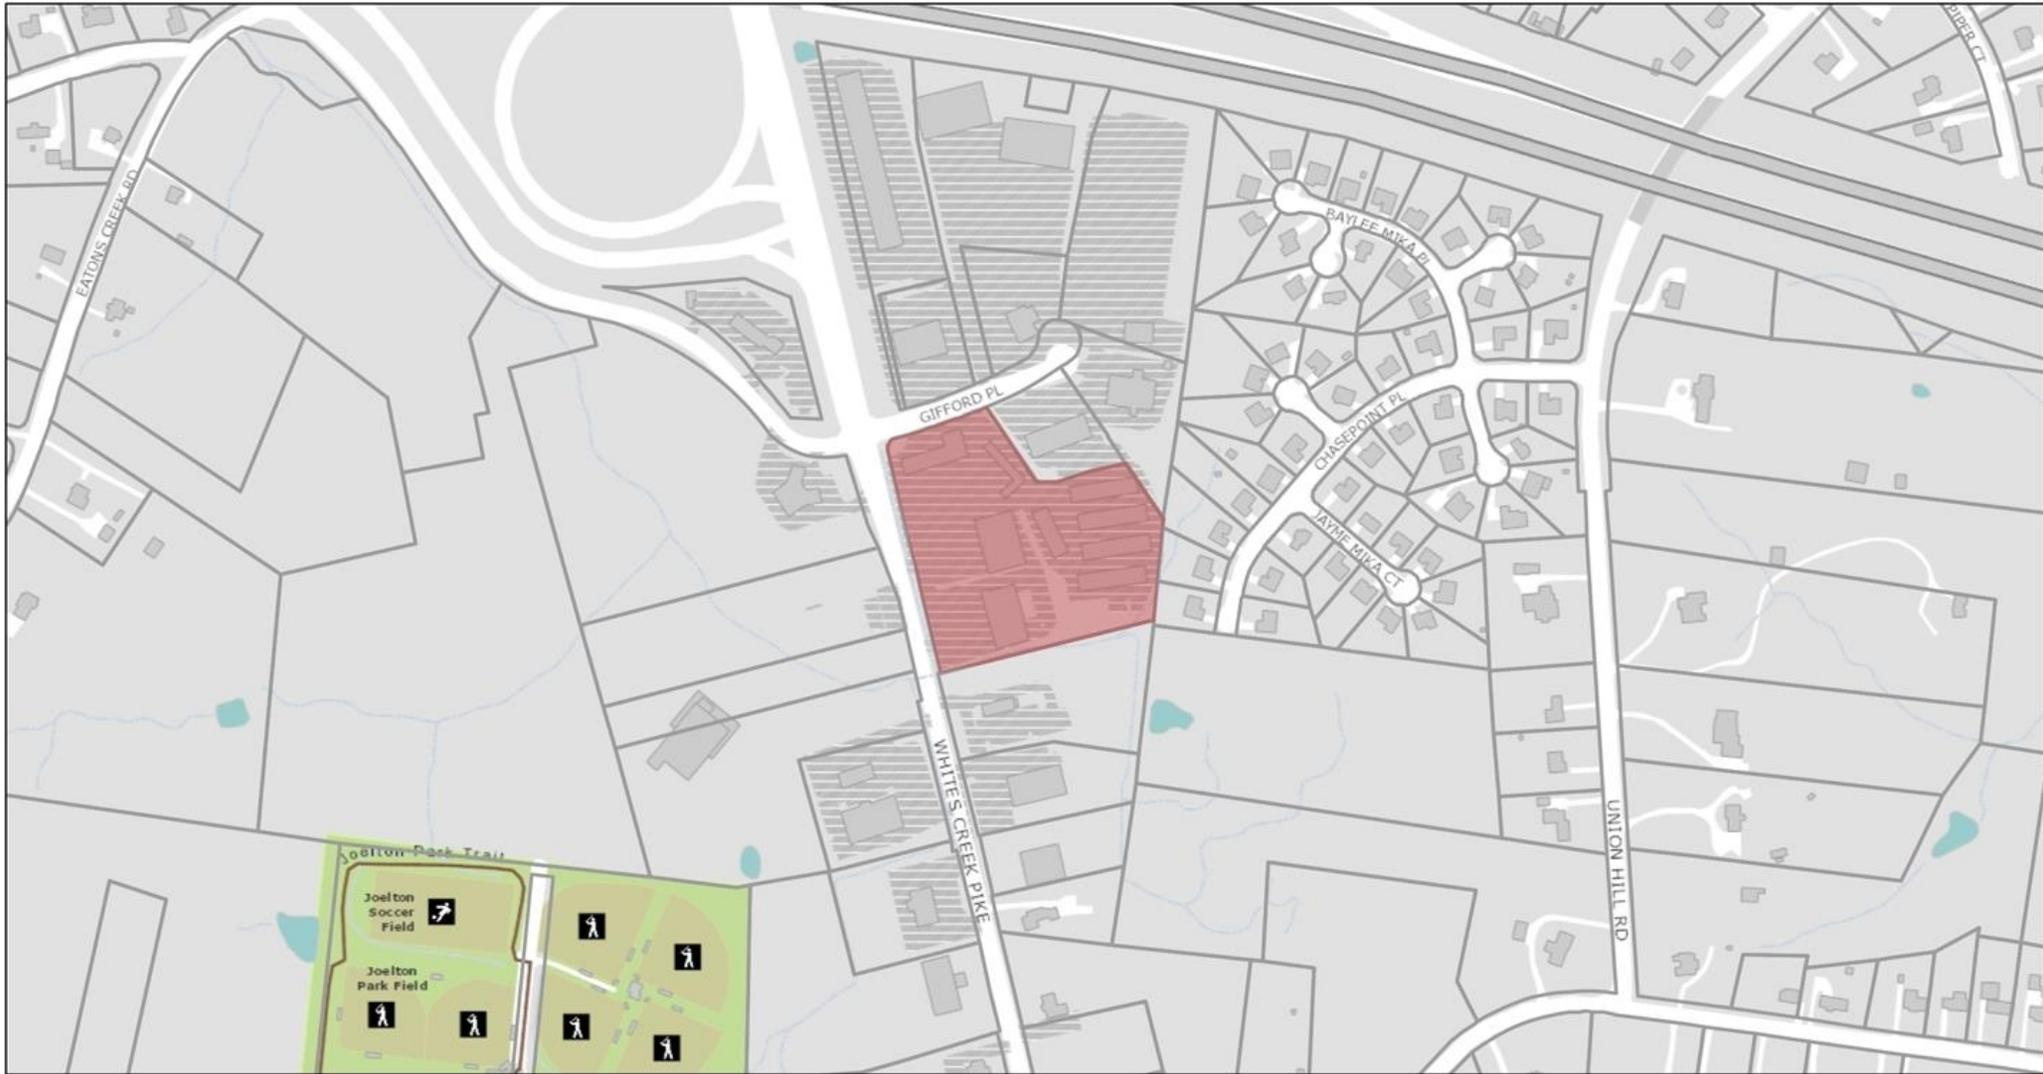 PIPER CT
EATONS CREEK RD
BAYLEE MIKA PL
GIFFORD PL
CHASEPOINT PL
JAYME MIKA CT
WHITES CREEK PIKE
UNION HILL RD
Joelton Park Trail
Joelton
Soccer
Field
Joelton
Park Field